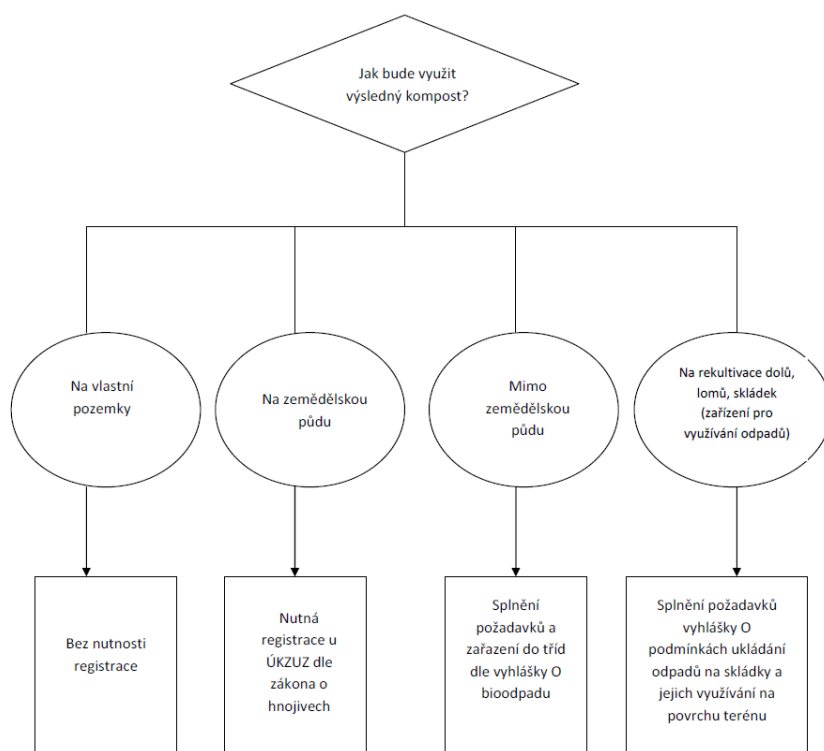 Jak bude využit
výsledný kompost?
Na vlastní
pozemky
Na zemědělskou
půdu
Mimo
zemědělskou
půdu
Na rekultivace dolů,
lomů, skládek
(zařízení pro
využívání odpadů)
Bez nutnosti
registrace
Nutná
registrace u
ÚKZUZ dle
zákona o
hnojivech
Splnění
požadavků a
zařazení do tříd
dle vyhlášky O
bioodpadu
Splnění požadavků
vyhlášky O
podmínkách ukládání
odpadů na skládky a
jejich využívání na
povrchu terénu